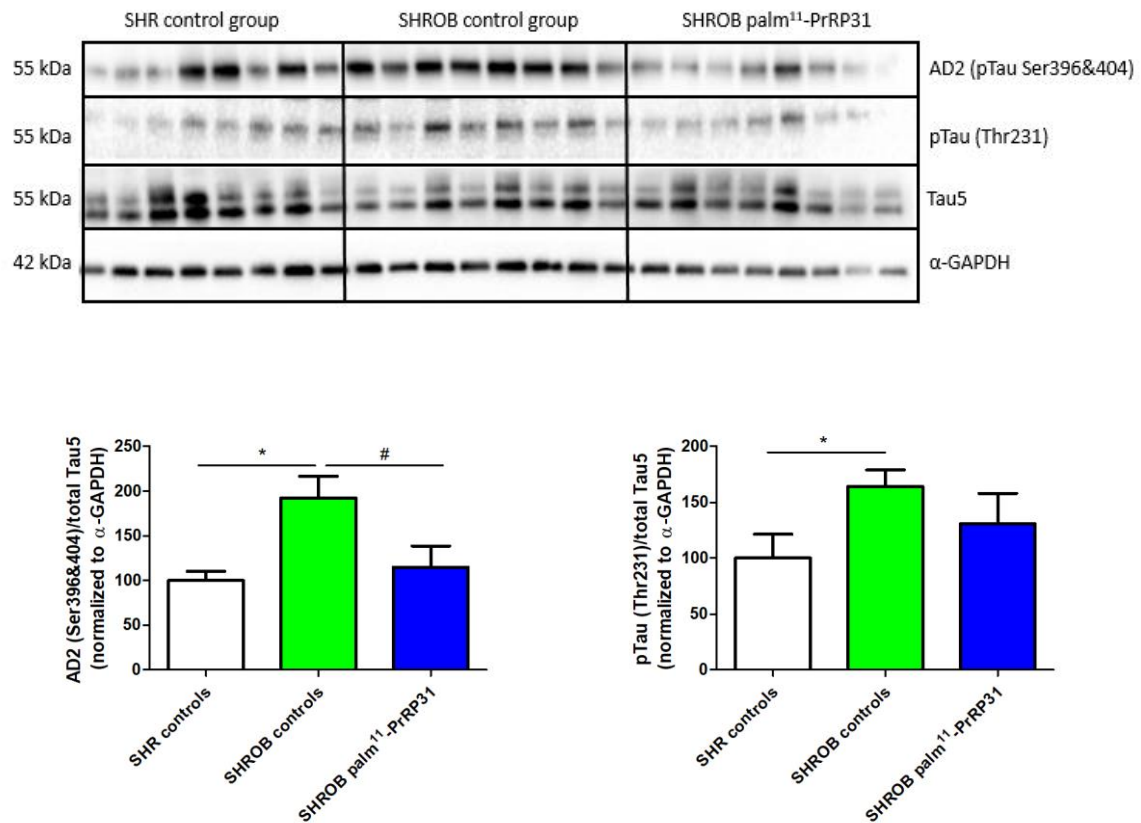 SHR control group SHROB control group SHROB palm¹¹-PrRP31
55 kDa AD2 (pTau Ser396&404)
55 kDa pTau (Thr231)
55 kDa Tau5
42 kDa α-GAPDH
AD2 (Ser396&404)/total Tau5
(normalized to α-GAPDH)
250
200
150
100
50
0
* #
SHR controls
SHROB controls
SHROB palm¹¹-PrRP31
pTau (Thr231)/total Tau5
(normalized to α-GAPDH)
200
150
100
50
0
*
SHR controls
SHROB controls
SHROB palm¹¹-PrRP31